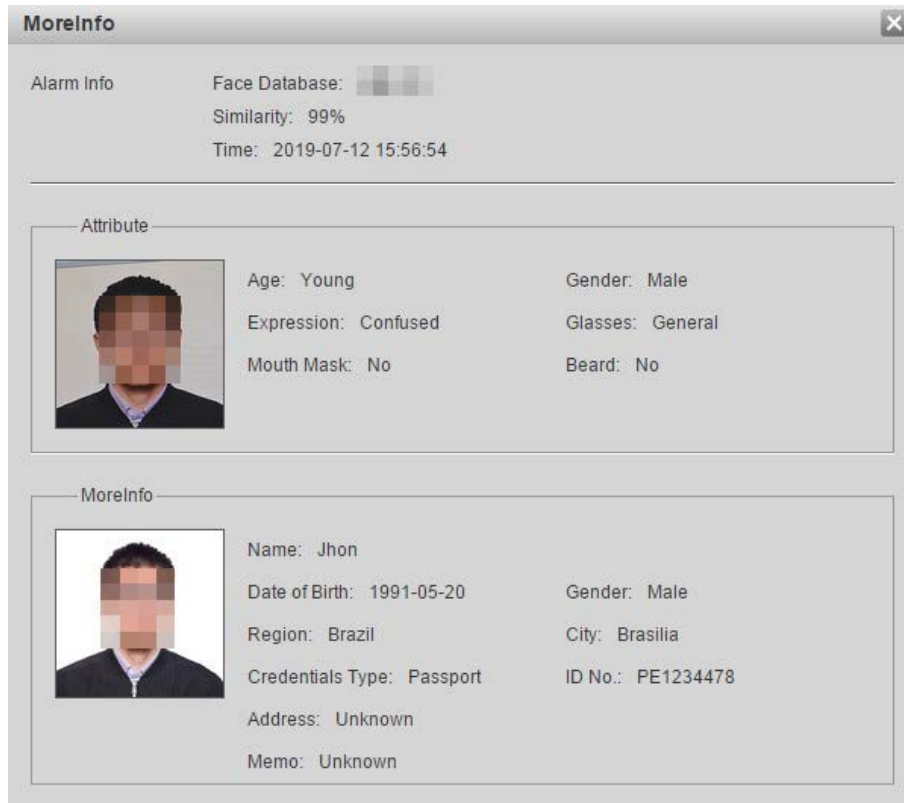 MoreInfo
Alarm Info Face Database:
Similarity: 99%
Time: 2019-07-12 15:56:54
Attribute
Age: Young Gender: Male
Expression: Confused Glasses: General
Mouth Mask: No Beard: No
MoreInfo
Name: Jhon
Date of Birth: 1991-05-20 Gender: Male
Region: Brazil City: Brasilia
Credentials Type: Passport ID No.: PE1234478
Address: Unknown
Memo: Unknown